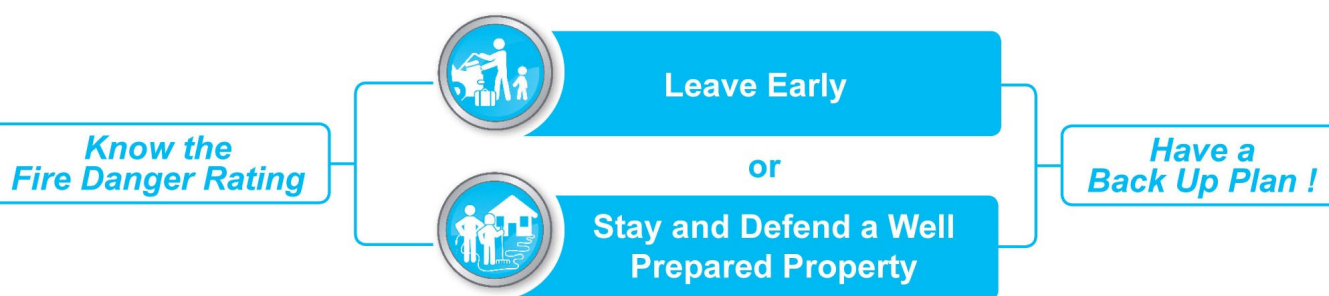 Know the
Fire Danger Rating
Leave Early
or
Stay and Defend a Well
Prepared Property
Have a
Back Up Plan !